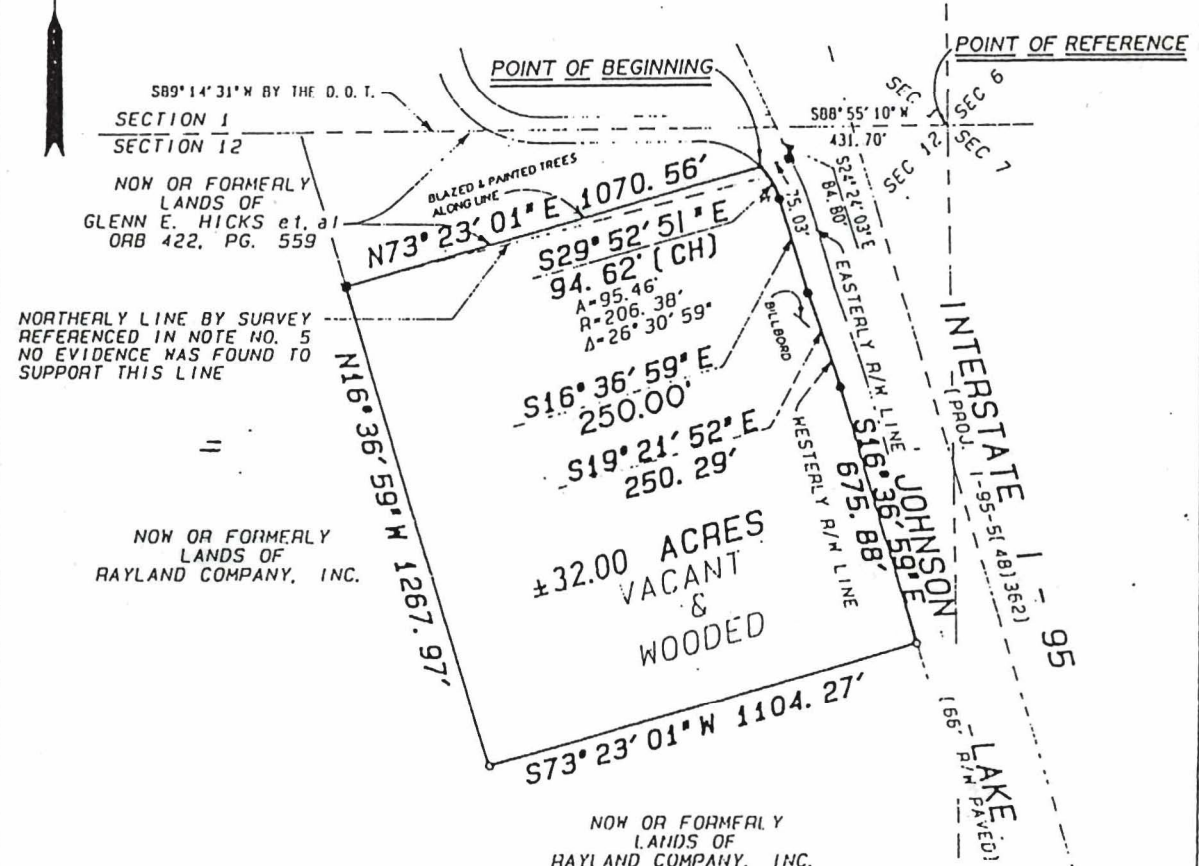 POINT OF REFERENCE
POINT OF BEGINNING
S89°14'31"W BY THE D.O.T.
SECTION 1
SECTION 12
S88°55'10"W
431.70'
SEC 1
SEC 6
SEC 12
SEC 7
NOW OR FORMERLY
LANDS OF
GLENN E. HICKS et, al
ORB 422, PG. 559
BLAZED & PAINTED TREES
ALONG LINE
N73°23'01"E 1070.56'
S29°52'51"E
94.62' (CH)
A=95.46'
R=206.38'
Δ=26°30'59"
75.03'
S24°24'03"E
84.80'
EASTERLY R/W LINE
NORTHERLY LINE BY SURVEY
REFERENCED IN NOTE NO. 5
NO EVIDENCE WAS FOUND TO
SUPPORT THIS LINE
BILLBORD
S16°36'59"E
250.00'
S19°21'52"E
250.29'
WESTERLY R/W LINE
S16°36'59"E
675.88'
INTERSTATE I-95
(PROJ. I-95-5(48)362)
JOHNSON LAKE
(66' R/W PAVED)
N16°36'59"W 1267.97'
=
NOW OR FORMERLY
LANDS OF
RAYLAND COMPANY, INC.
±32.00 ACRES
VACANT
&
WOODED
S73°23'01"W 1104.27'
NOW OR FORMERLY
LANDS OF
RAYLAND COMPANY, INC.